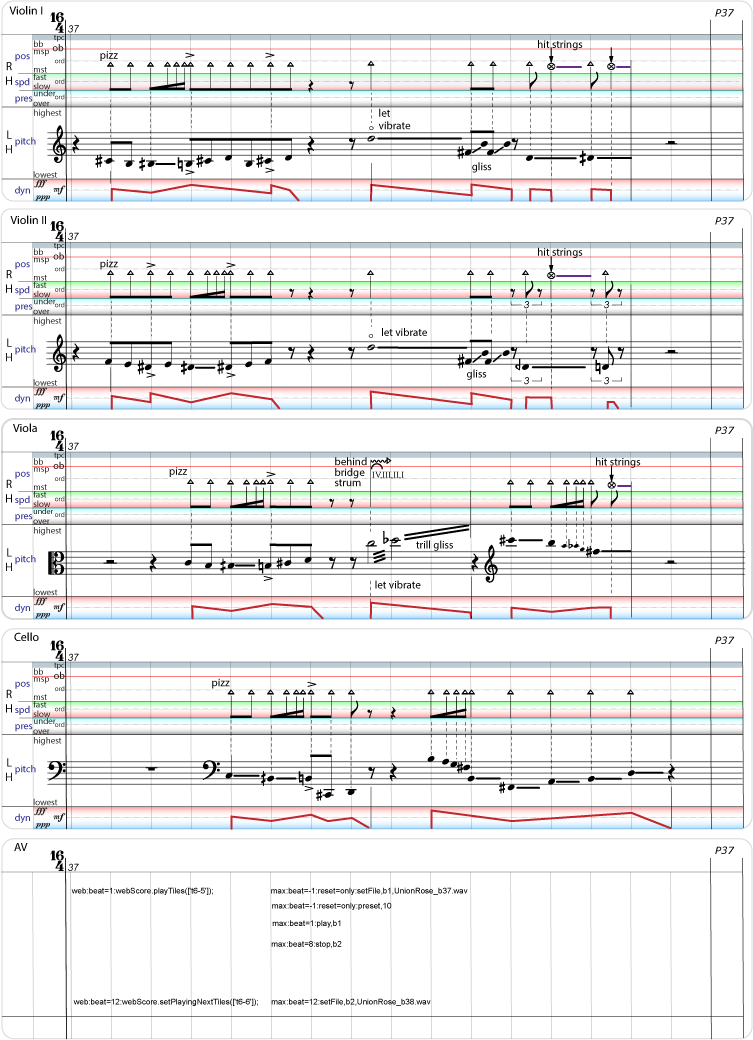 Violin I
P37
16
4
37
tpc
bb
msp
ob
pos
ord
mst
R
H
fast
spd
ord
slow
under
pres
ord
over
pizz
>
>
hit strings
highest
L
H
pitch
lowest
let
vibrate
gliss
>
>
fff
dyn
mf
ppp
Violin II
P37
16
4
37
tpc
bb
msp
ob
pos
ord
mst
R
H
fast
spd
ord
slow
under
pres
ord
over
pizz
>
>
hit strings
3
3
highest
L
H
pitch
lowest
let vibrate
gliss
>
>
3
3
fff
dyn
mf
ppp
Viola
P37
16
4
37
tpc
bb
msp
ob
pos
ord
mst
R
H
fast
spd
ord
slow
under
pres
ord
over
pizz
>
behind
bridge
strum
IV,III,II,I
hit strings
highest
L
H
pitch
lowest
trill gliss
let vibrate
>
fff
dyn
mf
ppp
Cello
P37
16
4
37
tpc
bb
msp
ob
pos
ord
mst
R
H
fast
spd
ord
slow
under
pres
ord
over
pizz
>
highest
L
H
pitch
lowest
>
fff
dyn
mf
ppp
AV
P37
16
4
37
web:beat=1:webScore.playTiles(['t6-5']); max:beat=-1:reset=only:setFile,b1,UnionRose_b37.wav
max:beat=-1:reset=only:preset,10
max:beat=1:play,b1
max:beat=8:stop,b2
web:beat=12:webScore.setPlayingNextTiles(['t6-6']); max:beat=12:setFile,b2,UnionRose_b38.wav